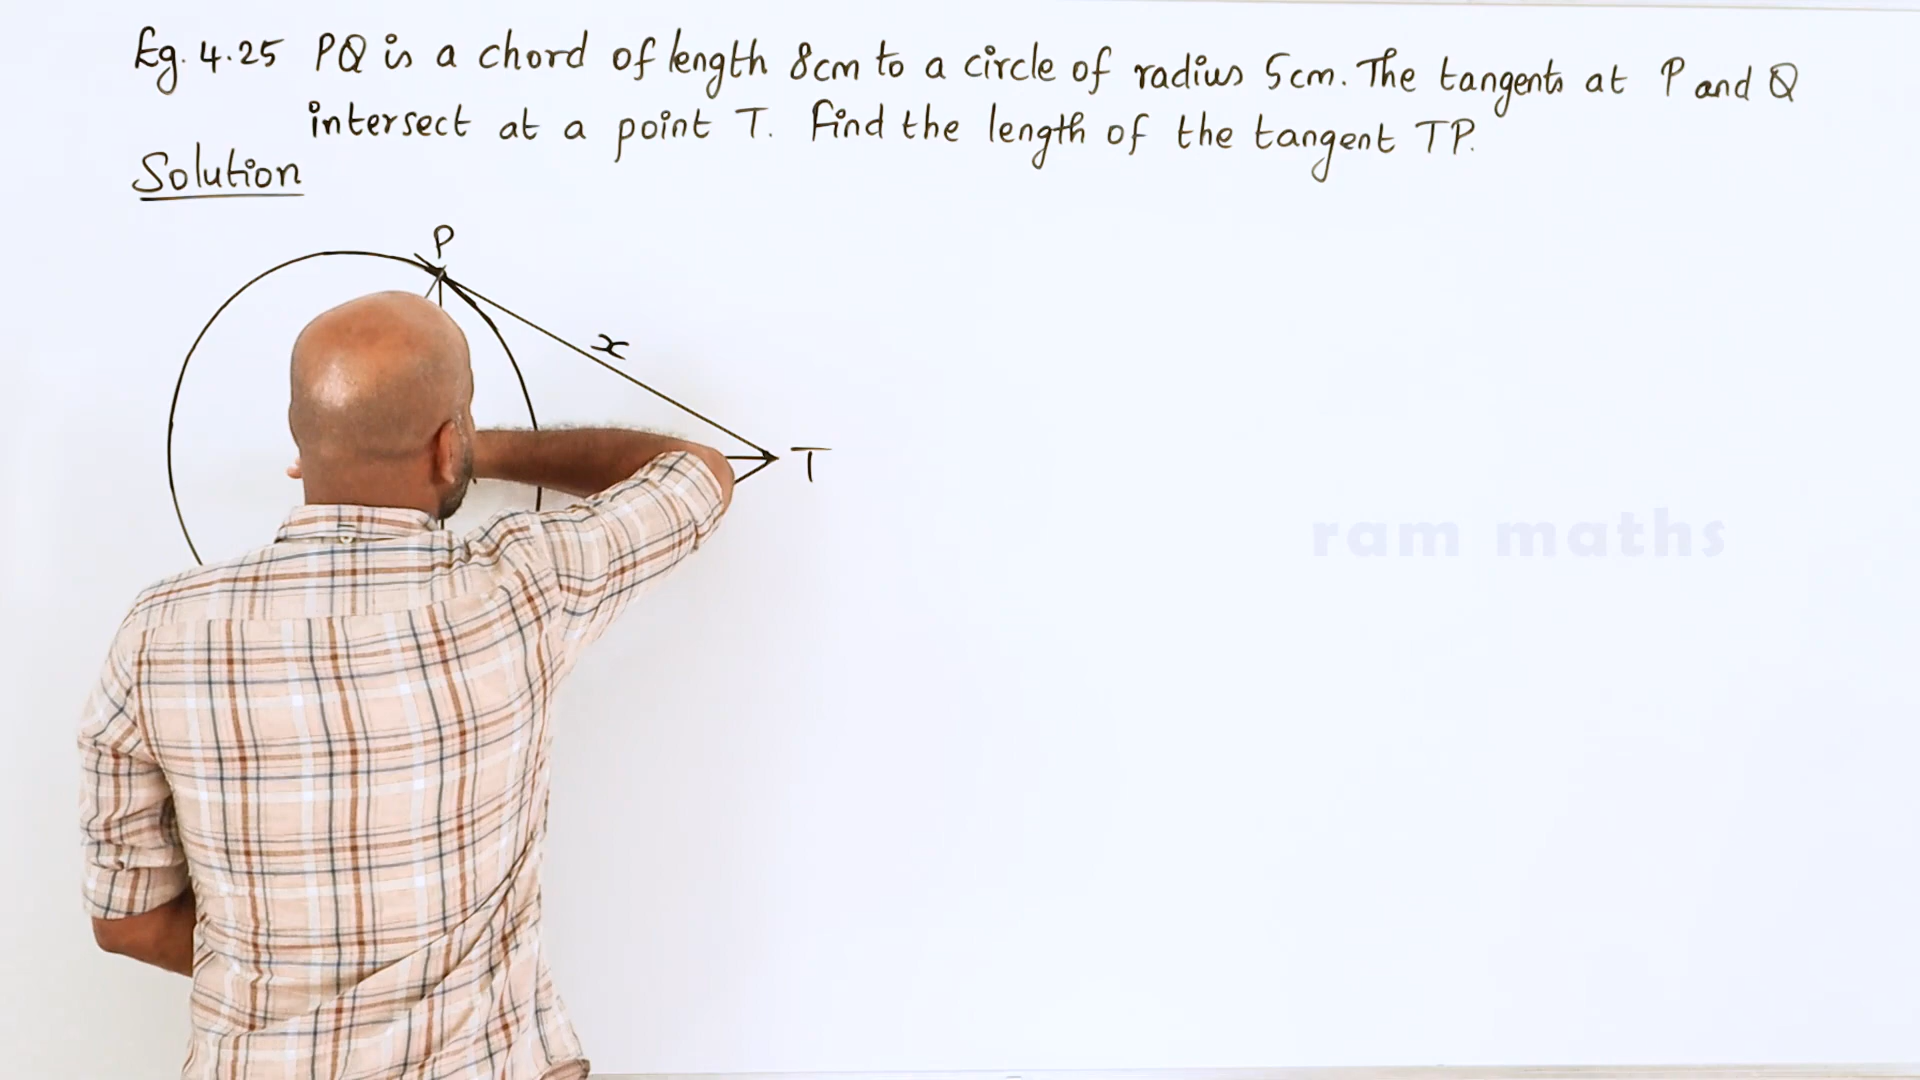 Eg. 4.25 PQ is a chord of length 8cm to a circle of radius 5cm. The tangents at P and Q
intersect at a point T. Find the length of the tangent TP.
Solution
P
x
T
ram maths